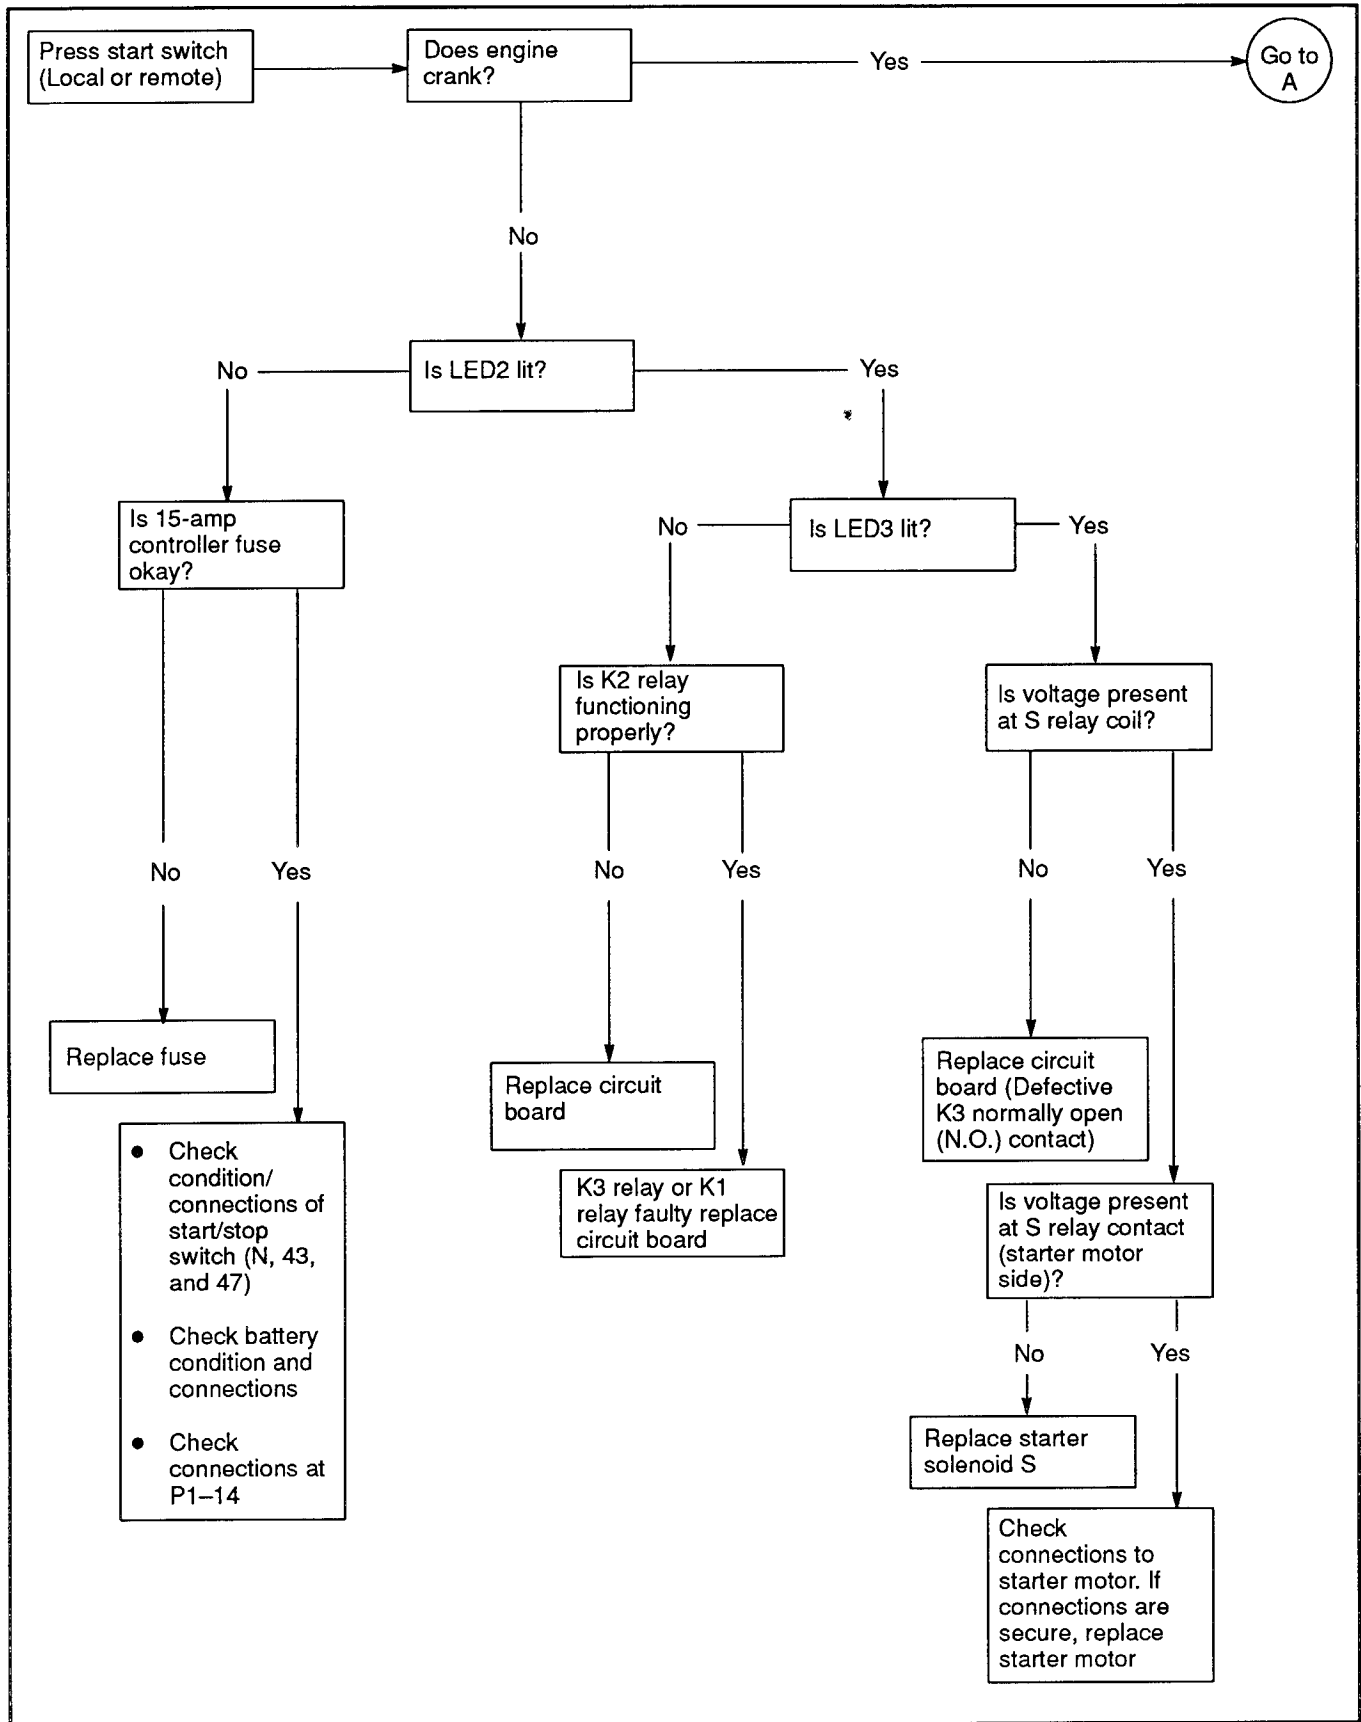 Press start switch
(Local or remote)
Does engine
crank?
Yes
Go to
A
No
Is LED2 lit?
No
Yes
Is 15-amp
controller fuse
okay?
Is LED3 lit?
No
Yes
Is K2 relay
functioning
properly?
Is voltage present
at S relay coil?
No
Yes
No
Yes
No
Yes
Replace fuse
Replace circuit
board
Replace circuit
board (Defective
K3 normally open
(N.O.) contact)
● Check
condition/
connections of
start/stop
switch (N, 43,
and 47)
● Check battery
condition and
connections
● Check
connections at
P1–14
K3 relay or K1
relay faulty replace
circuit board
Is voltage present
at S relay contact
(starter motor
side)?
No
Yes
Replace starter
solenoid S
Check
connections to
starter motor. If
connections are
secure, replace
starter motor